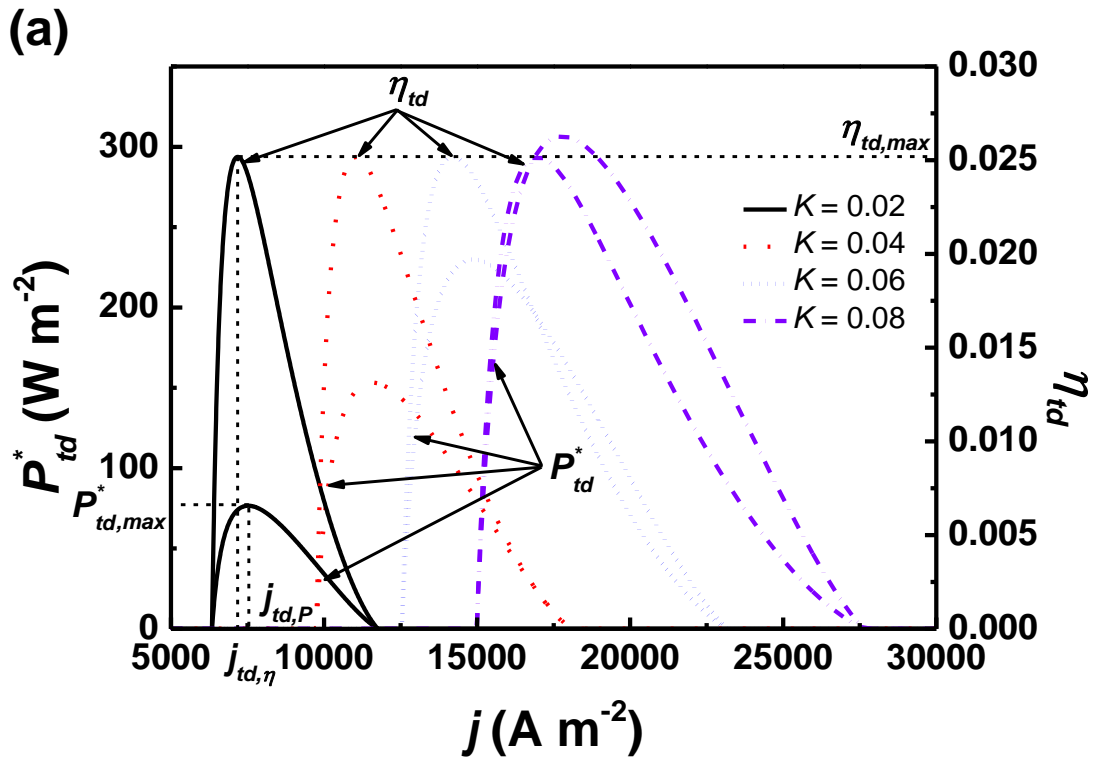 (a)
η_td
η_td,max
K = 0.02
K = 0.04
K = 0.06
K = 0.08
P*_td
P*_td,max
j_td,P
j_td,η
300
200
100
0
P*_td (W m⁻²)
0.030
0.025
0.020
0.015
0.010
0.005
0.000
η_td
5000 10000 15000 20000 25000 30000
j (A m⁻²)